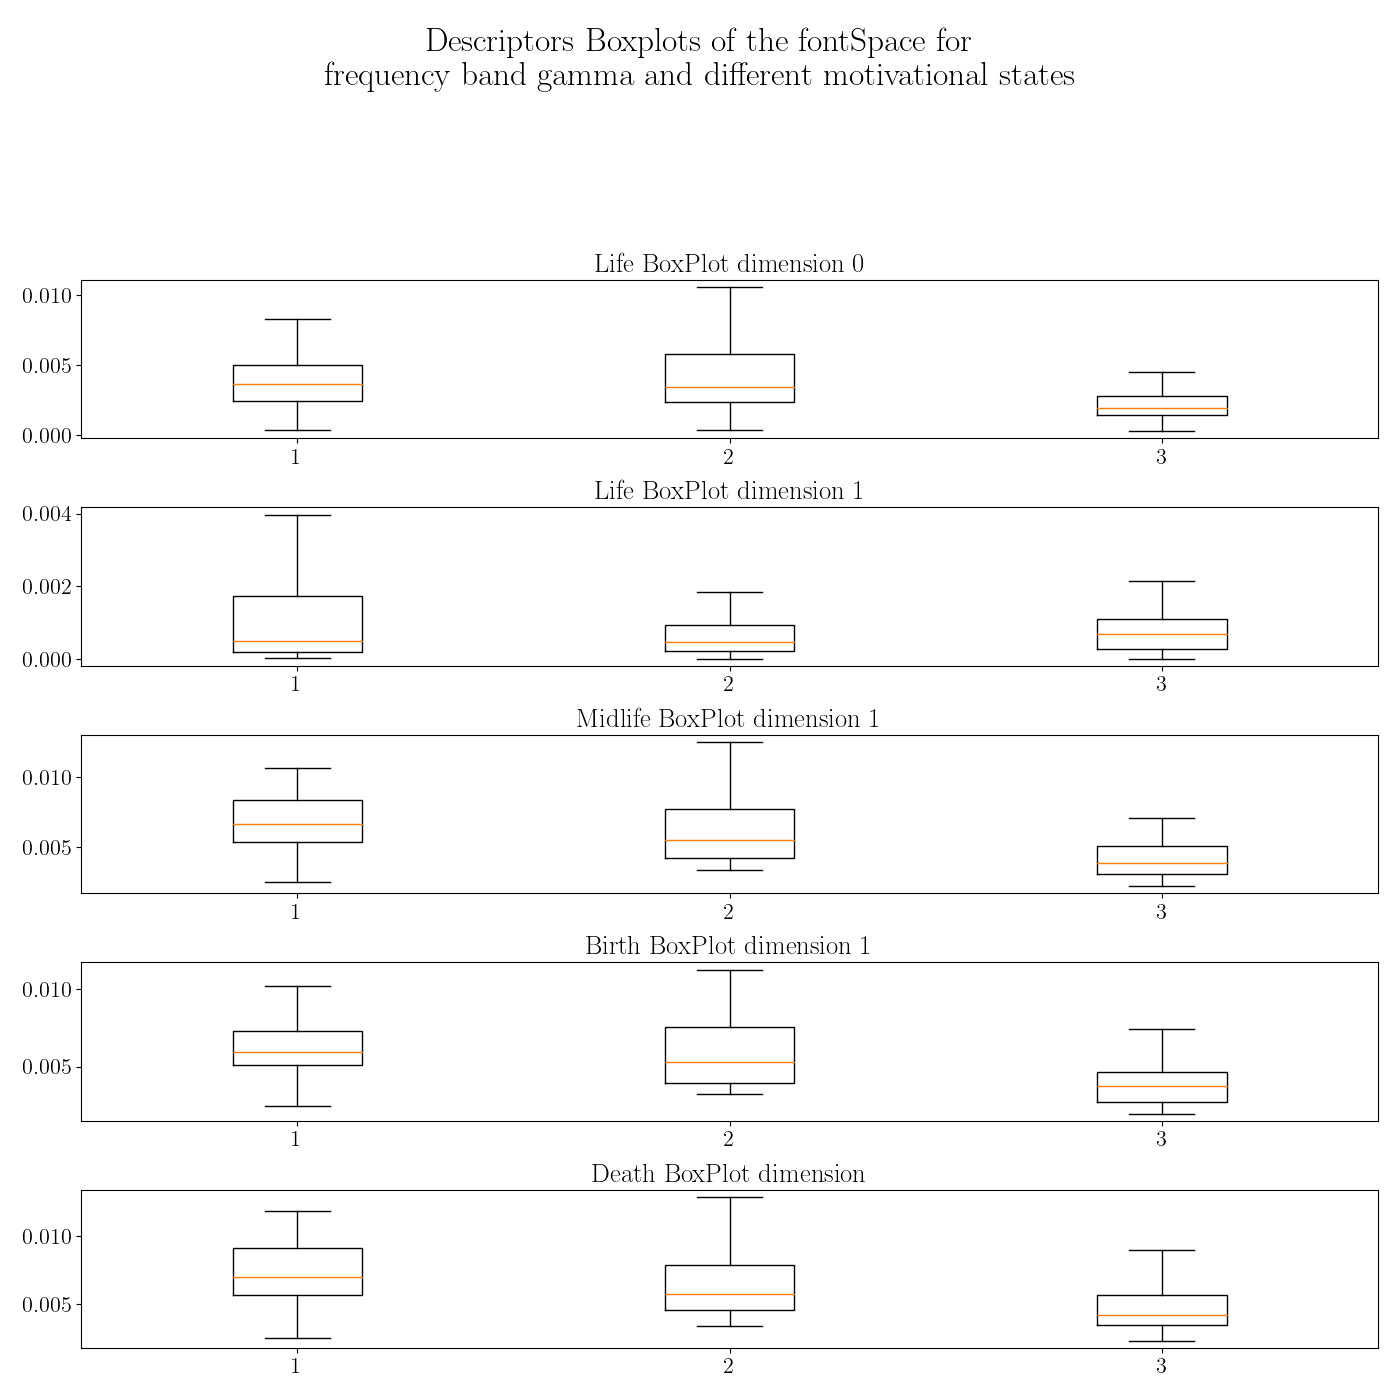 Descriptors Boxplots of the fontSpace for
frequency band gamma and different motivational states
Life BoxPlot dimension 0
0.010
0.005
0.000
1 2 3
Life BoxPlot dimension 1
0.004
0.002
0.000
1 2 3
Midlife BoxPlot dimension 1
0.010
0.005
1 2 3
Birth BoxPlot dimension 1
0.010
0.005
1 2 3
Death BoxPlot dimension
0.010
0.005
1 2 3